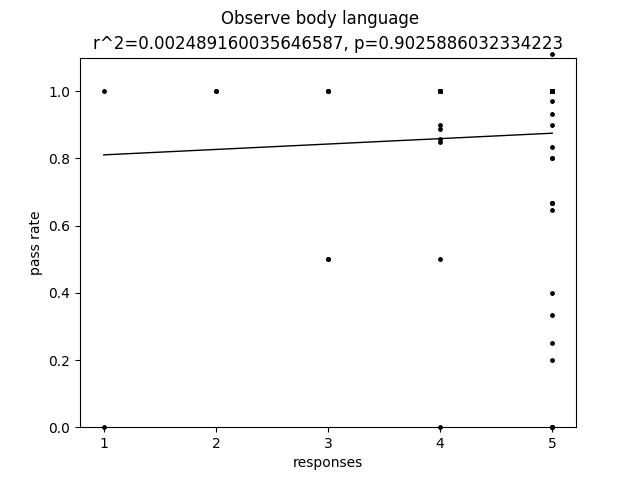 Observe body language
r^2=0.002489160035646587, p=0.9025886032334223
1.0
0.8
0.6
0.4
0.2
0.0
pass rate
1 2 3 4 5
responses